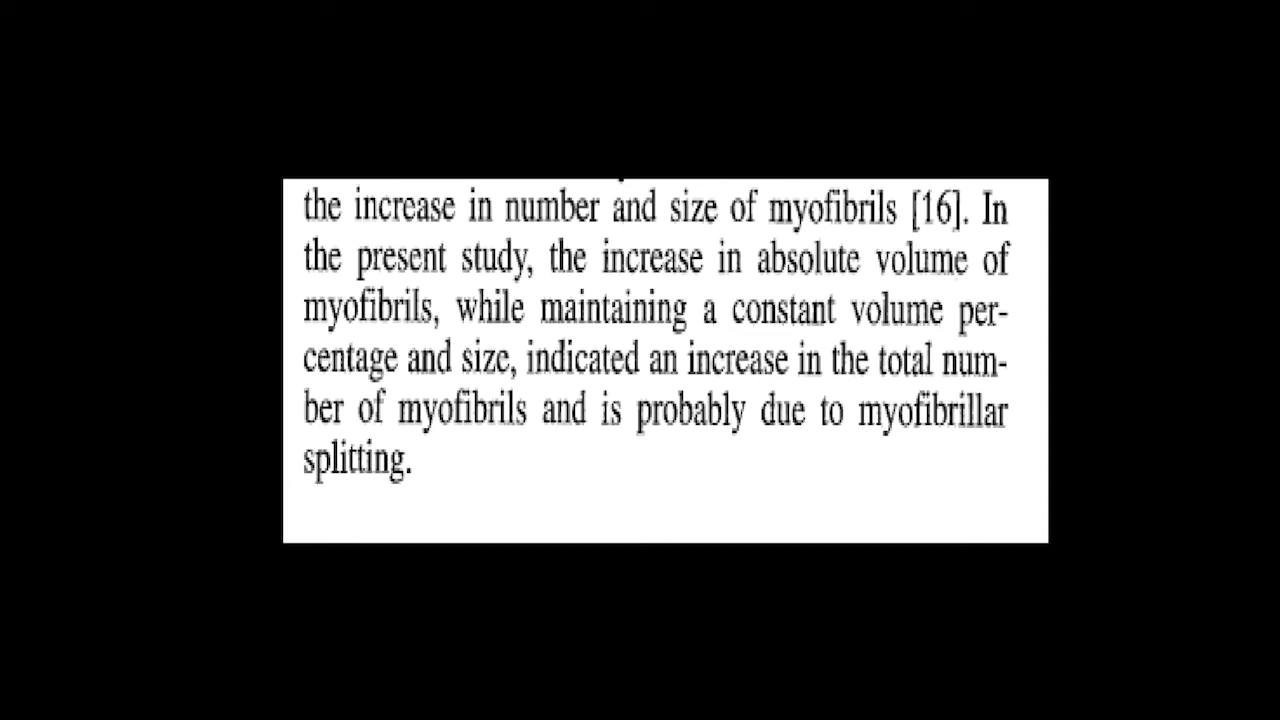 the increase in number and size of myofibrils [16]. In
the present study, the increase in absolute volume of
myofibrils, while maintaining a constant volume per-
centage and size, indicated an increase in the total num-
ber of myofibrils and is probably due to myofibrillar
splitting.